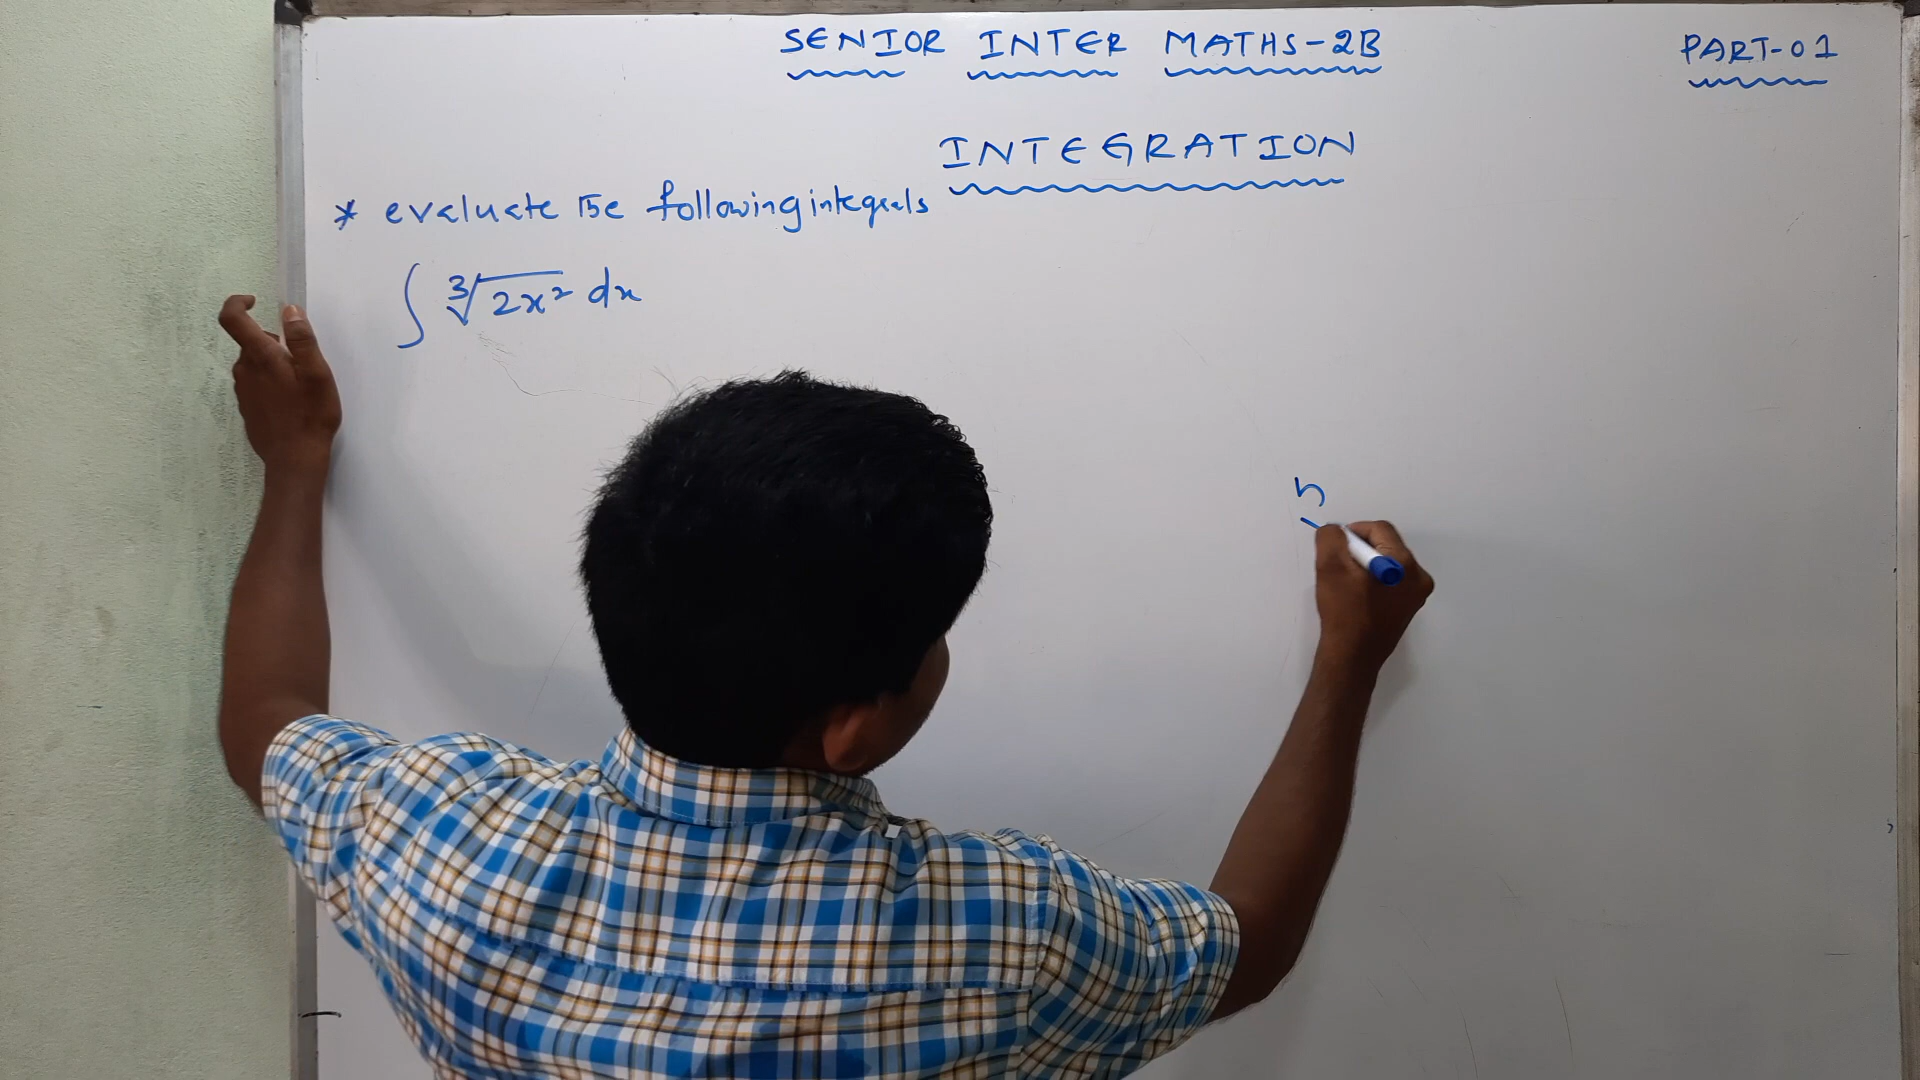 SENIOR INTER MATHS-2B
PART-01
INTEGRATION
* evaluate the following integrals
∫ ∛2x² dx
n